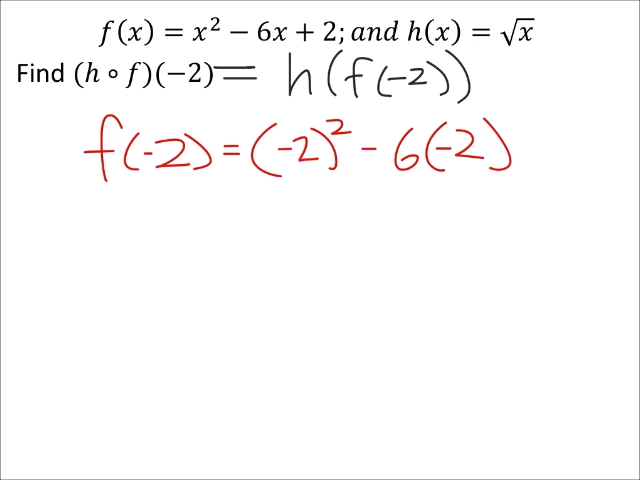 f(x) = x² − 6x + 2; and h(x) = √x
Find (h ∘ f)(−2) = h(f(-2))
f(-2) = (-2)² - 6(-2)